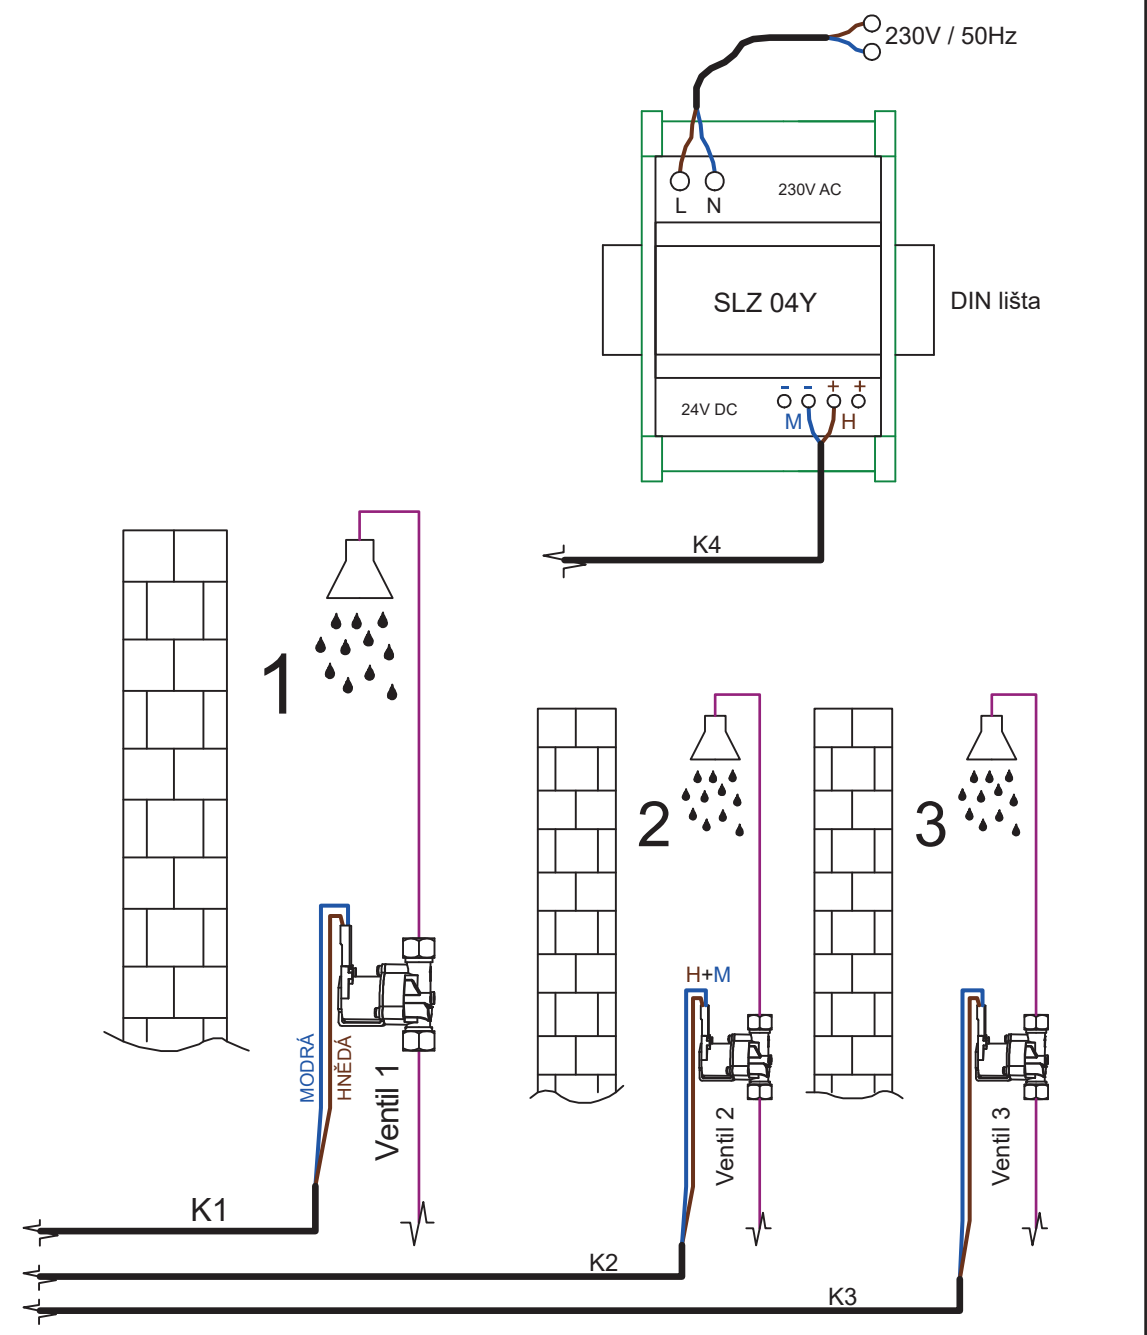 230V / 50Hz
230V AC
L N
SLZ 04Y
DIN lišta
- - + +
24V DC
M H
K4
1
2
3
H+M
MODRÁ
HNĚDÁ
Ventil 1
Ventil 2
Ventil 3
K1
K2
K3